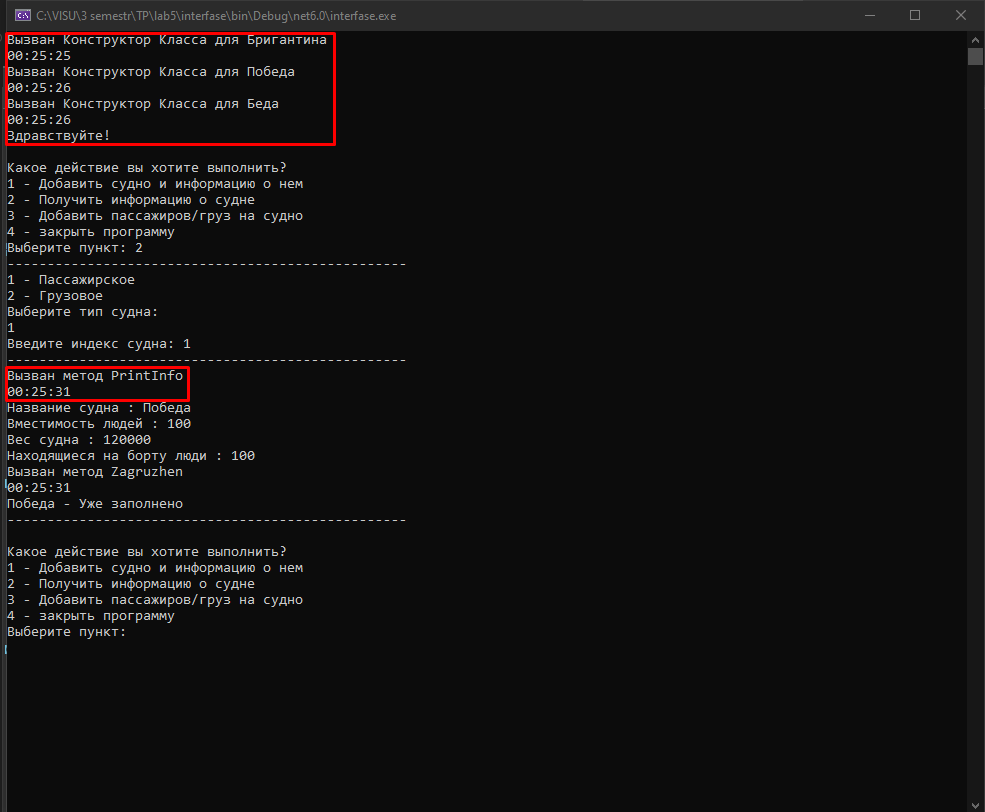 C:\VISU\3 semestr\TP\lab5\interfase\bin\Debug\net6.0\interfase.exe
Вызван Конструктор Класса для Бригантина
00:25:25
Вызван Конструктор Класса для Победа
00:25:26
Вызван Конструктор Класса для Беда
00:25:26
Здравствуйте!
Какое действие вы хотите выполнить?
1 - Добавить судно и информацию о нем
2 - Получить информацию о судне
3 - Добавить пассажиров/груз на судно
4 - закрыть программу
Выберите пункт: 2
--------------------------------------------------
1 - Пассажирское
2 - Грузовое
Выберите тип судна:
1
Введите индекс судна: 1
--------------------------------------------------
Вызван метод PrintInfo
00:25:31
Название судна : Победа
Вместимость людей : 100
Вес судна : 120000
Находящиеся на борту люди : 100
Вызван метод Zagruzhen
00:25:31
Победа - Уже заполнено
--------------------------------------------------
Какое действие вы хотите выполнить?
1 - Добавить судно и информацию о нем
2 - Получить информацию о судне
3 - Добавить пассажиров/груз на судно
4 - закрыть программу
Выберите пункт: